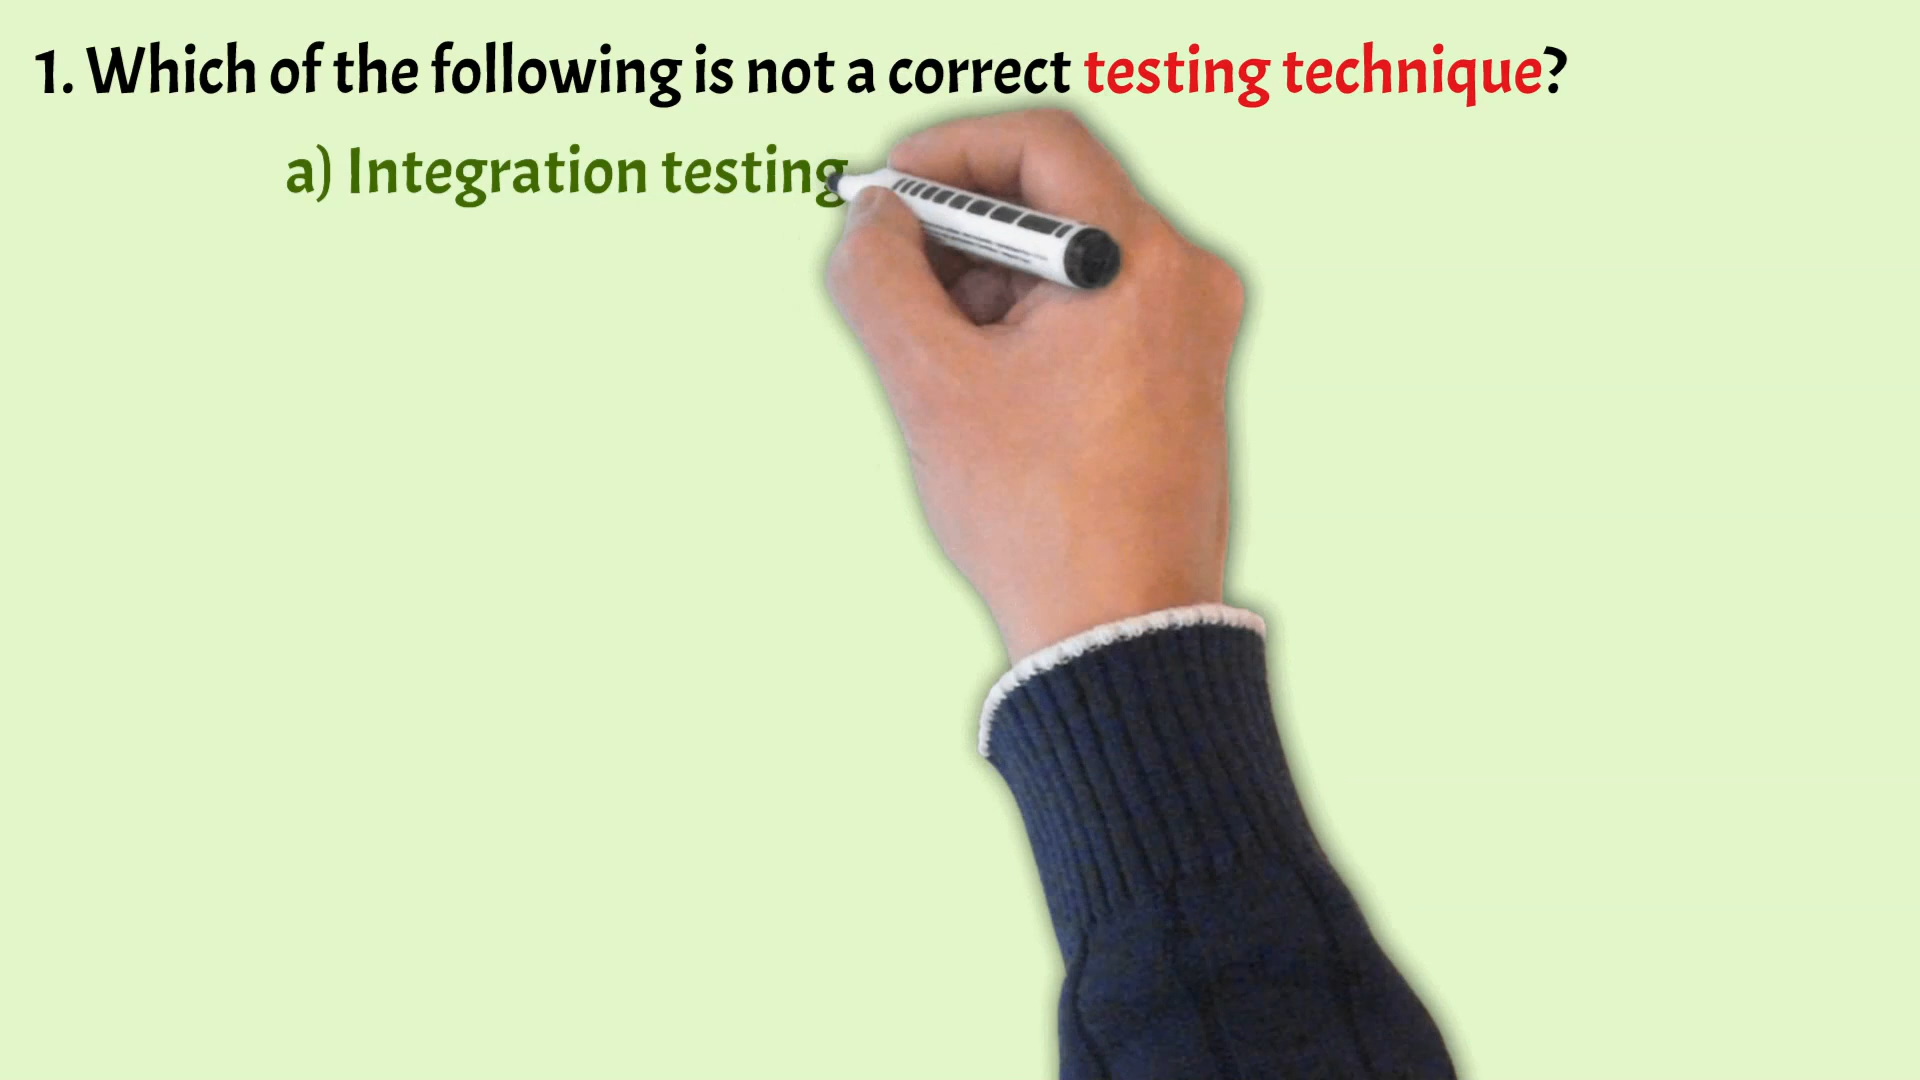 1. Which of the following is not a correct testing technique?
a) Integration testing